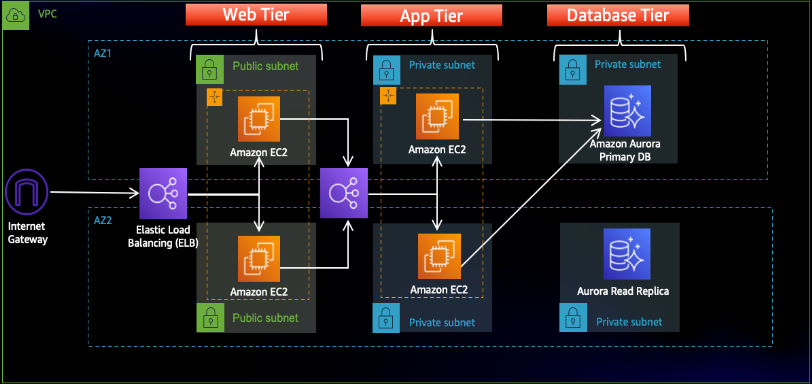 Web Tier
App Tier
Database Tier
VPC
AZ1
Public subnet
Private subnet
Private subnet
Amazon EC2
Amazon EC2
Amazon Aurora
Primary DB
Internet
Gateway
Elastic Load
Balancing (ELB)
AZ2
Amazon EC2
Amazon EC2
Aurora Read Replica
Public subnet
Private subnet
Private subnet